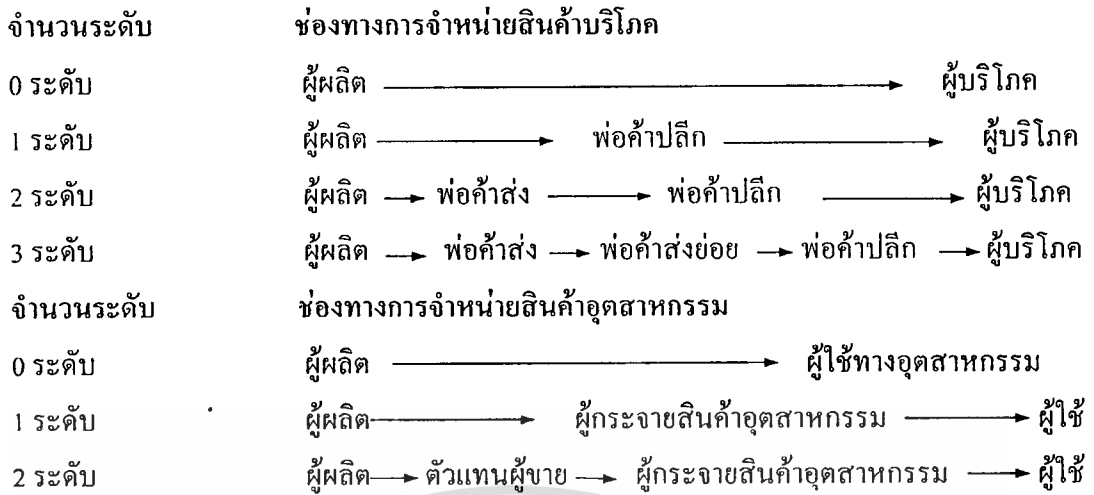 จำนวนระดับ ช่องทางการจำหน่ายสินค้าบริโภค
0 ระดับ ผู้ผลิต → ผู้บริโภค
1 ระดับ ผู้ผลิต → พ่อค้าปลีก → ผู้บริโภค
2 ระดับ ผู้ผลิต → พ่อค้าส่ง → พ่อค้าปลีก → ผู้บริโภค
3 ระดับ ผู้ผลิต → พ่อค้าส่ง → พ่อค้าส่งย่อย → พ่อค้าปลีก → ผู้บริโภค
จำนวนระดับ ช่องทางการจำหน่ายสินค้าอุตสาหกรรม
0 ระดับ ผู้ผลิต → ผู้ใช้ทางอุตสาหกรรม
1 ระดับ ผู้ผลิต → ผู้กระจายสินค้าอุตสาหกรรม → ผู้ใช้
2 ระดับ ผู้ผลิต → ตัวแทนผู้ขาย → ผู้กระจายสินค้าอุตสาหกรรม → ผู้ใช้